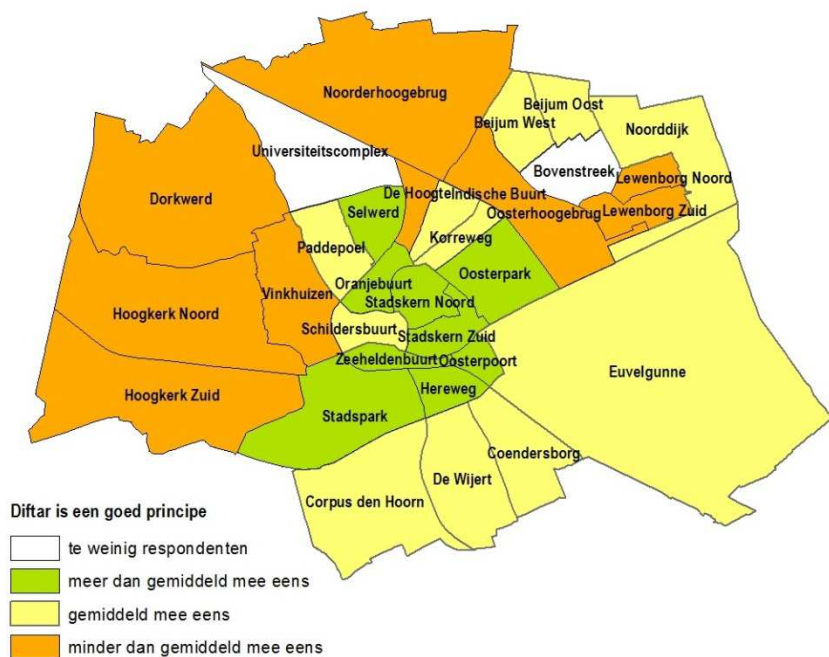 Noorderhoogebrug
Beijum Oost
Beijum West
Noorddijk
Universiteitscomplex
Bovenstreek
Lewenborg Noord
De Hoogte
Indische Buurt
Dorkwerd
Selwerd
Oosterhoogebrug
Lewenborg Zuid
Korreweg
Paddepoel
Oosterpark
Oranjebuurt
Vinkhuizen
Stadskern Noord
Hoogkerk Noord
Schildersbuurt
Stadskern Zuid
Zeeheldenbuurt
Oosterpoort
Euvelgunne
Hoogkerk Zuid
Hereweg
Stadspark
Coendersborg
De Wijert
Corpus den Hoorn
Diftar is een goed principe
te weinig respondenten
meer dan gemiddeld mee eens
gemiddeld mee eens
minder dan gemiddeld mee eens